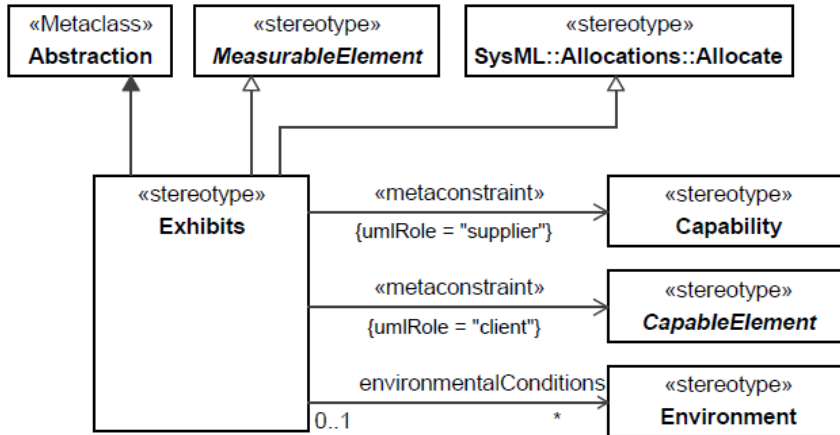 «Metaclass»
Abstraction
«stereotype»
MeasurableElement
«stereotype»
SysML::Allocations::Allocate
«stereotype»
Exhibits
«metaconstraint»
{umlRole = "supplier"}
«stereotype»
Capability
«metaconstraint»
{umlRole = "client"}
«stereotype»
CapableElement
environmentalConditions
0..1 *
«stereotype»
Environment